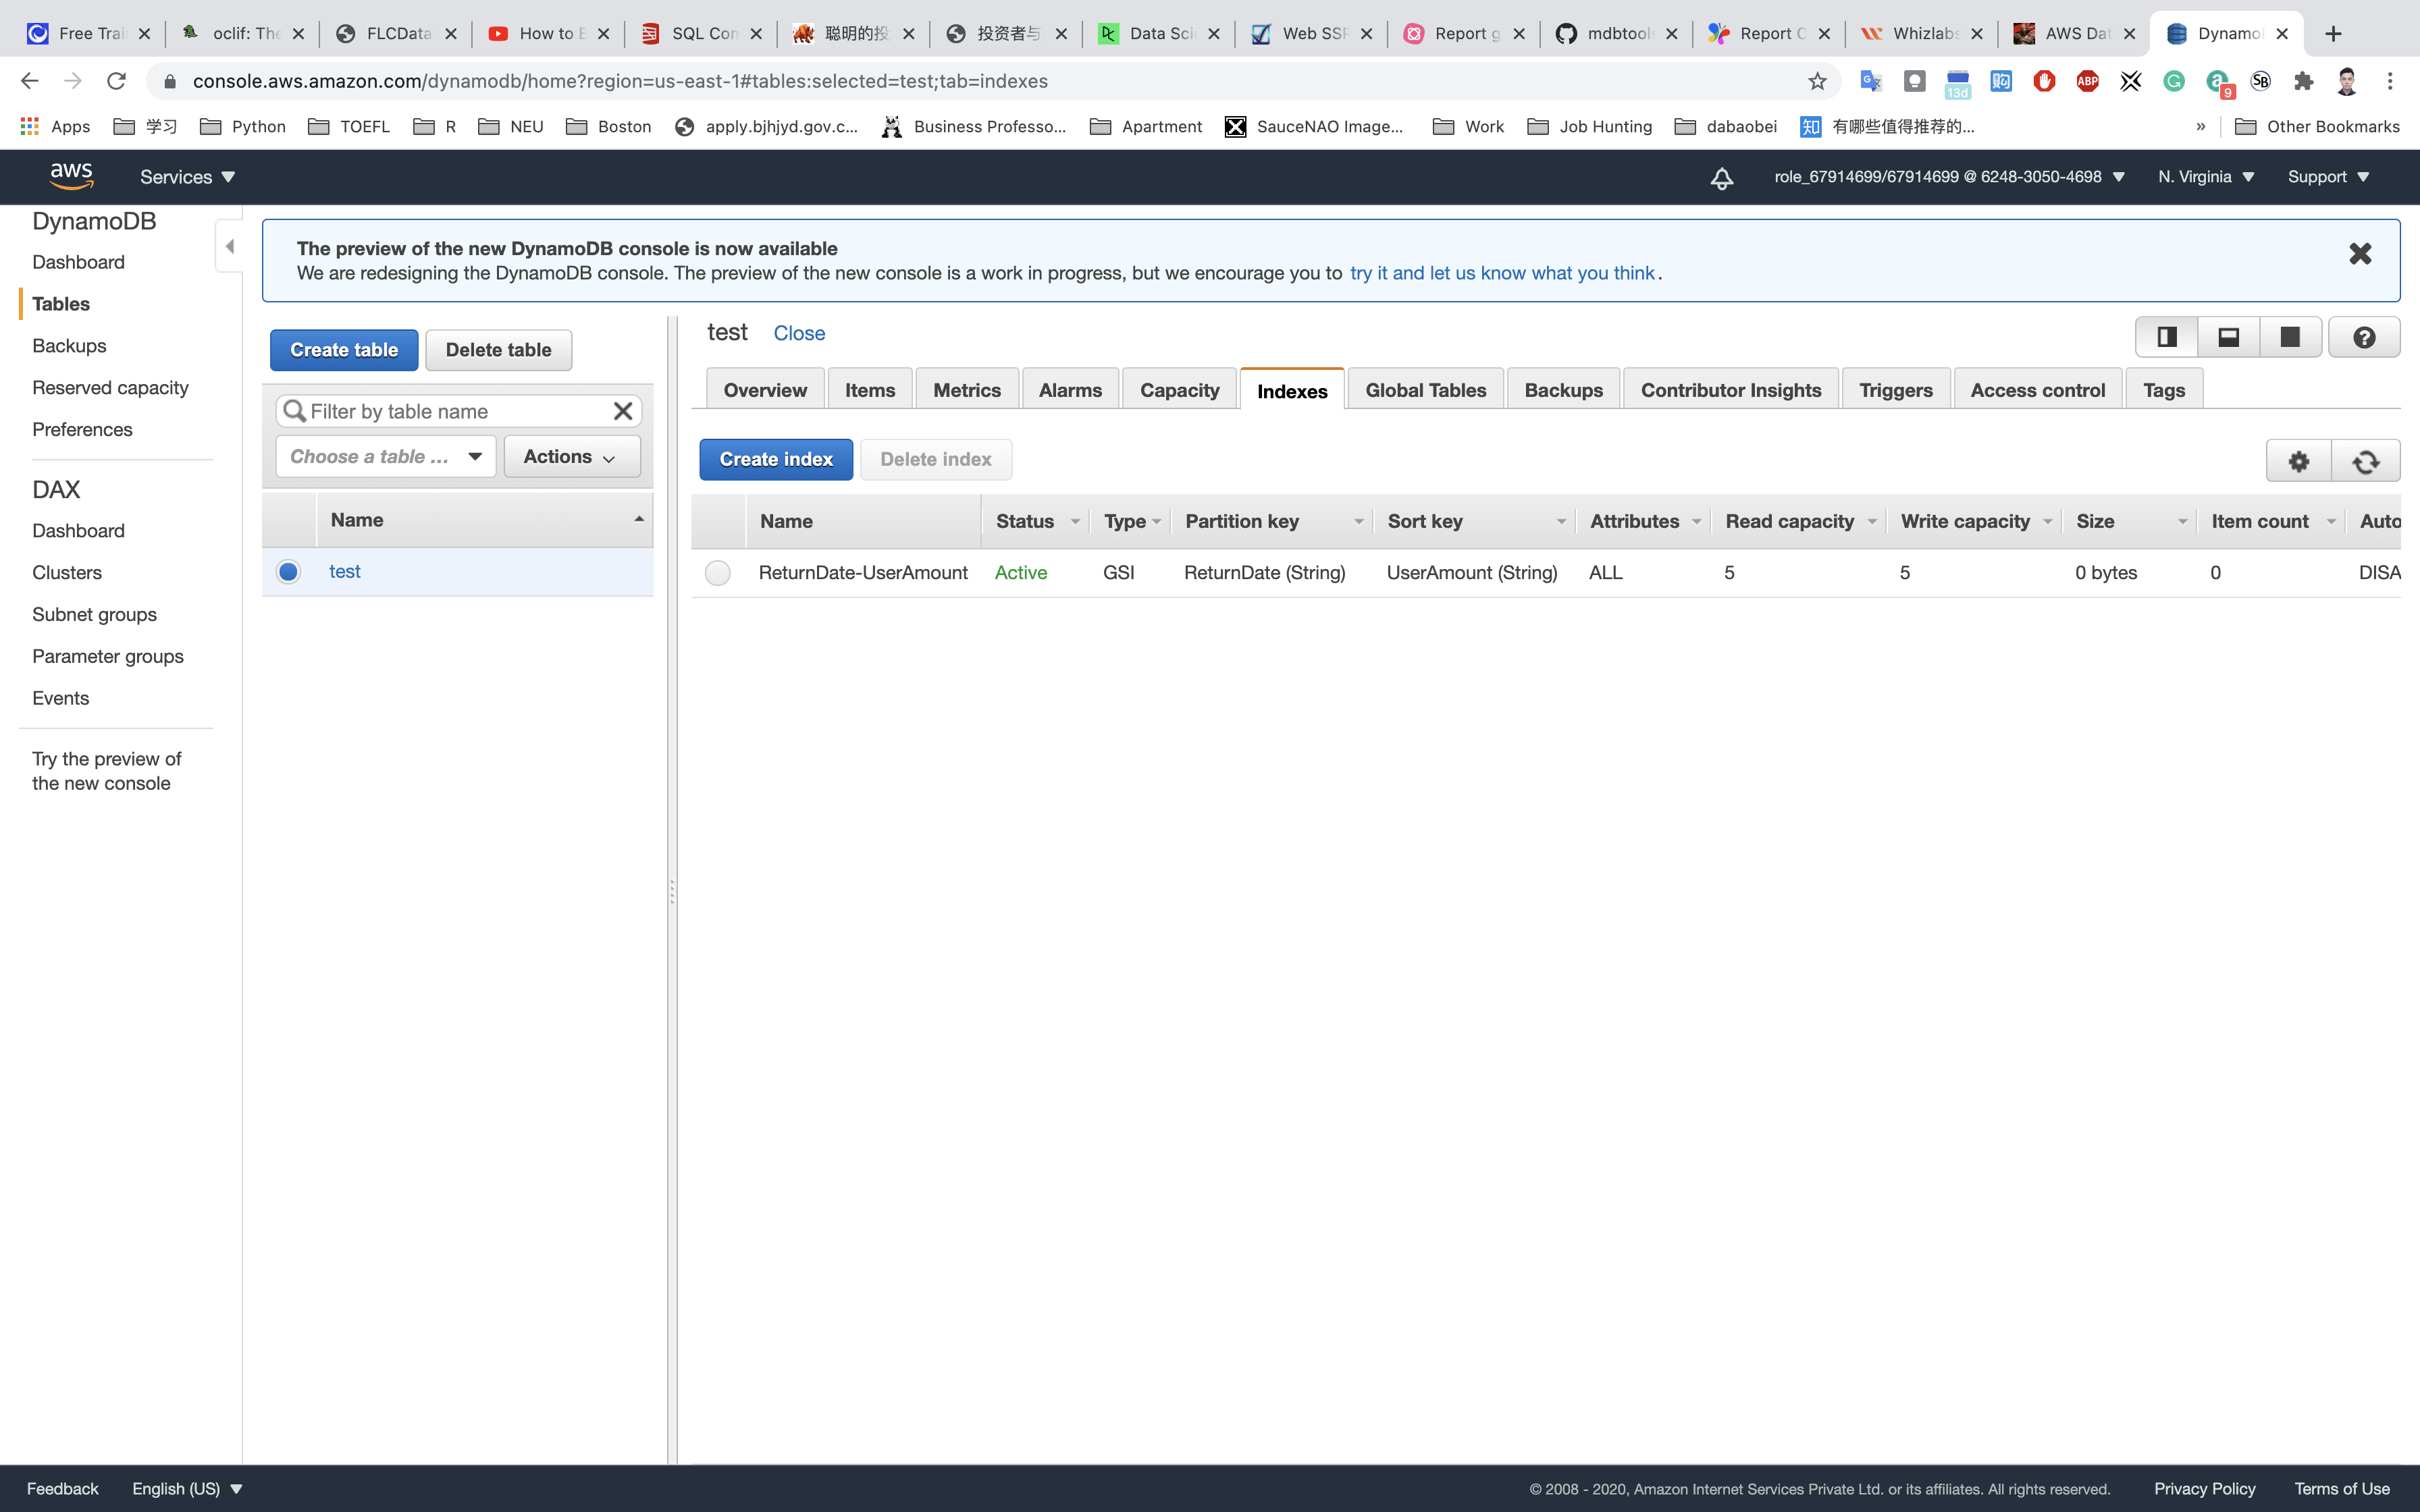 Free Trai
oclif: The
FLCData
How to E
SQL Con
聪明的投
投资者与
Data Sci
Web SSR
Report g
mdbtools
Report C
Whizlabs
AWS Dat
Dynamo
console.aws.amazon.com/dynamodb/home?region=us-east-1#tables:selected=test;tab=indexes
13d
ABP
9
SB
Apps
学习
Python
TOEFL
R
NEU
Boston
apply.bjhjyd.gov.c...
Business Professo...
Apartment
SauceNAO Image...
Work
Job Hunting
dabaobei
知 有哪些值得推荐的...
»
Other Bookmarks
aws
Services
role_67914699/67914699 @ 6248-3050-4698
N. Virginia
Support
DynamoDB
Dashboard
Tables
Backups
Reserved capacity
Preferences
DAX
Dashboard
Clusters
Subnet groups
Parameter groups
Events
Try the preview of
the new console
The preview of the new DynamoDB console is now available
We are redesigning the DynamoDB console. The preview of the new console is a work in progress, but we encourage you to try it and let us know what you think.
Create table
Delete table
Filter by table name
Choose a table ...
Actions
Name
test
test Close
Overview
Items
Metrics
Alarms
Capacity
Indexes
Global Tables
Backups
Contributor Insights
Triggers
Access control
Tags
Create index
Delete index
Name Status Type Partition key Sort key Attributes Read capacity Write capacity Size Item count Auto
ReturnDate-UserAmount Active GSI ReturnDate (String) UserAmount (String) ALL 5 5 0 bytes 0 DISA
Feedback
English (US)
© 2008 - 2020, Amazon Internet Services Private Ltd. or its affiliates. All rights reserved.
Privacy Policy
Terms of Use